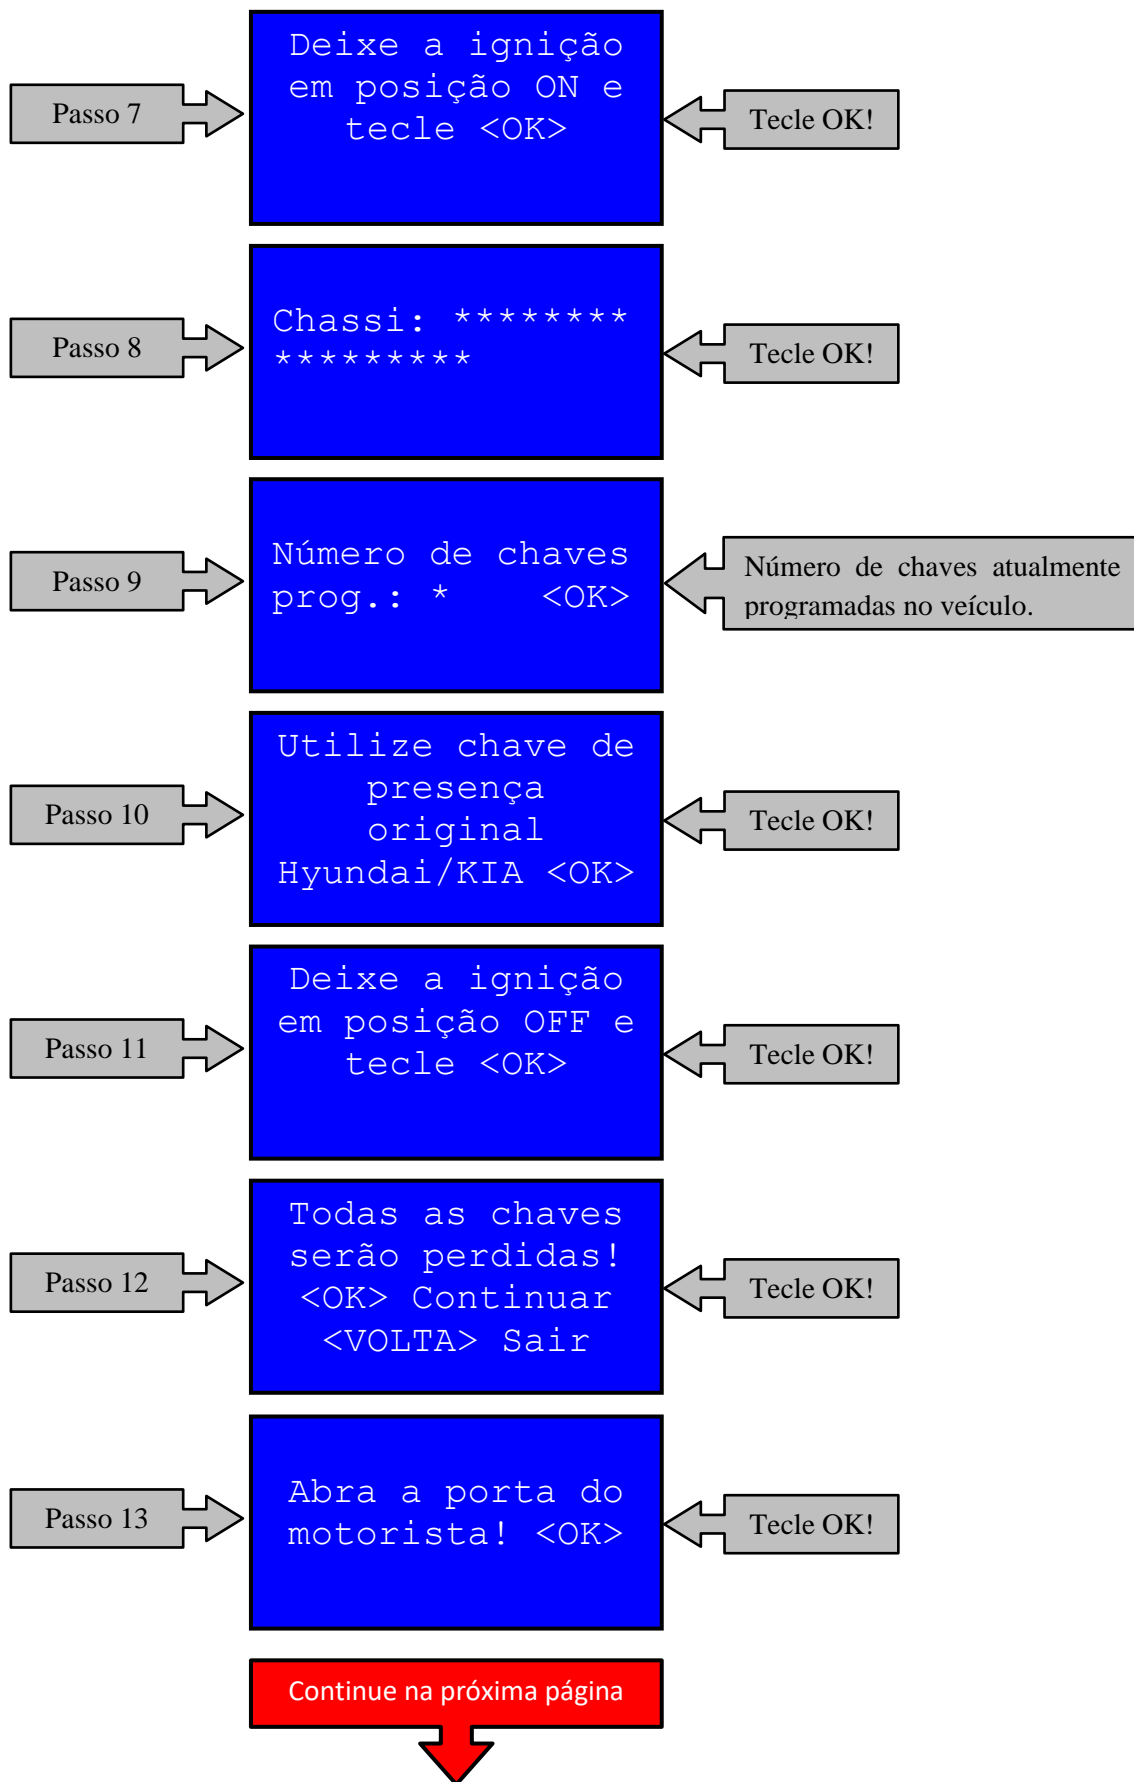 Passo 7
Deixe a ignição
em posição ON e
tecle <OK>
Tecle OK!
Passo 8
Chassi: ********
*********
Tecle OK!
Passo 9
Número de chaves
prog.: * <OK>
Número de chaves atualmente
programadas no veículo.
Passo 10
Utilize chave de
presença
original
Hyundai/KIA <OK>
Tecle OK!
Passo 11
Deixe a ignição
em posição OFF e
tecle <OK>
Tecle OK!
Passo 12
Todas as chaves
serão perdidas!
<OK> Continuar
<VOLTA> Sair
Tecle OK!
Passo 13
Abra a porta do
motorista! <OK>
Tecle OK!
Continue na próxima página